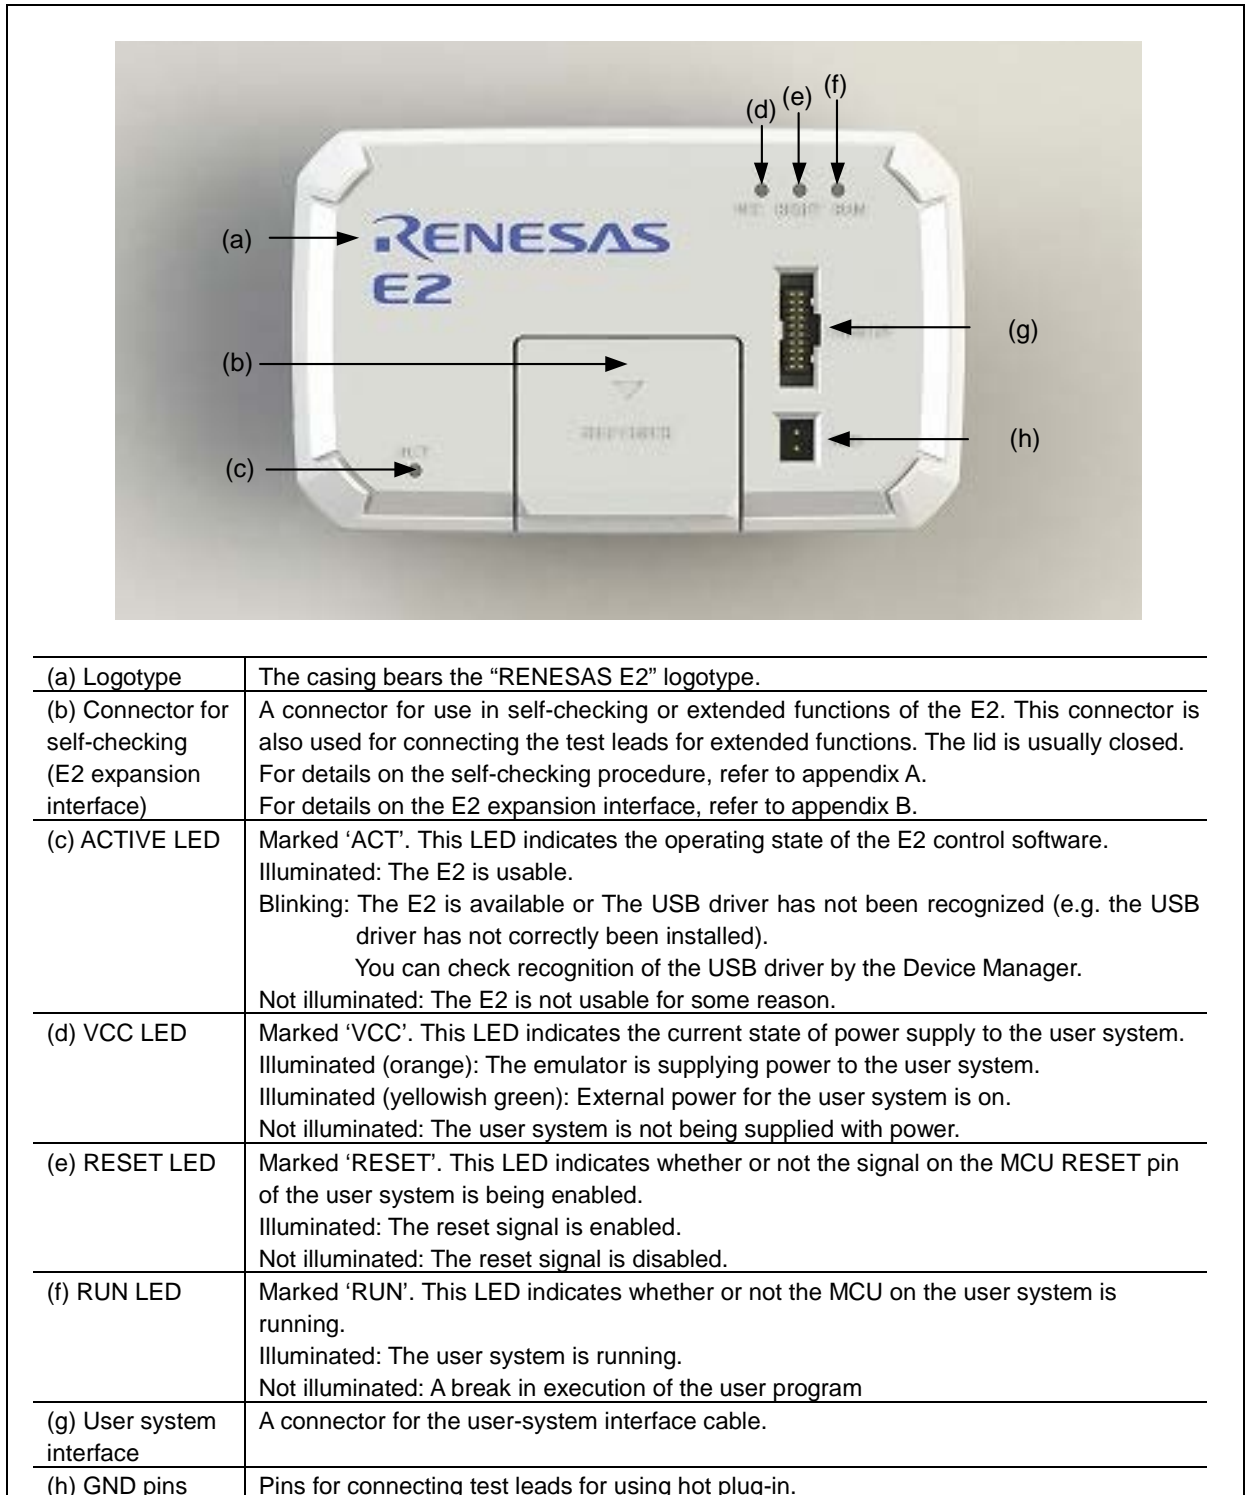 (d) (e) (f)
(a)
RENESAS
E2
(g)
(b)
(h)
ACT
(c)
(a) Logotype The casing bears the “RENESAS E2” logotype.
(b) Connector for self-checking (E2 expansion interface)
A connector for use in self-checking or extended functions of the E2. This connector is
also used for connecting the test leads for extended functions. The lid is usually closed.
For details on the self-checking procedure, refer to appendix A.
For details on the E2 expansion interface, refer to appendix B.
(c) ACTIVE LED Marked ‘ACT’. This LED indicates the operating state of the E2 control software.
Illuminated: The E2 is usable.
Blinking: The E2 is available or The USB driver has not been recognized (e.g. the USB
driver has not correctly been installed).
You can check recognition of the USB driver by the Device Manager.
Not illuminated: The E2 is not usable for some reason.
(d) VCC LED Marked ‘VCC’. This LED indicates the current state of power supply to the user system.
Illuminated (orange): The emulator is supplying power to the user system.
Illuminated (yellowish green): External power for the user system is on.
Not illuminated: The user system is not being supplied with power.
(e) RESET LED Marked ‘RESET’. This LED indicates whether or not the signal on the MCU RESET pin
of the user system is being enabled.
Illuminated: The reset signal is enabled.
Not illuminated: The reset signal is disabled.
(f) RUN LED Marked ‘RUN’. This LED indicates whether or not the MCU on the user system is
running.
Illuminated: The user system is running.
Not illuminated: A break in execution of the user program
(g) User system interface
A connector for the user-system interface cable.
(h) GND pins Pins for connecting test leads for using hot plug-in.